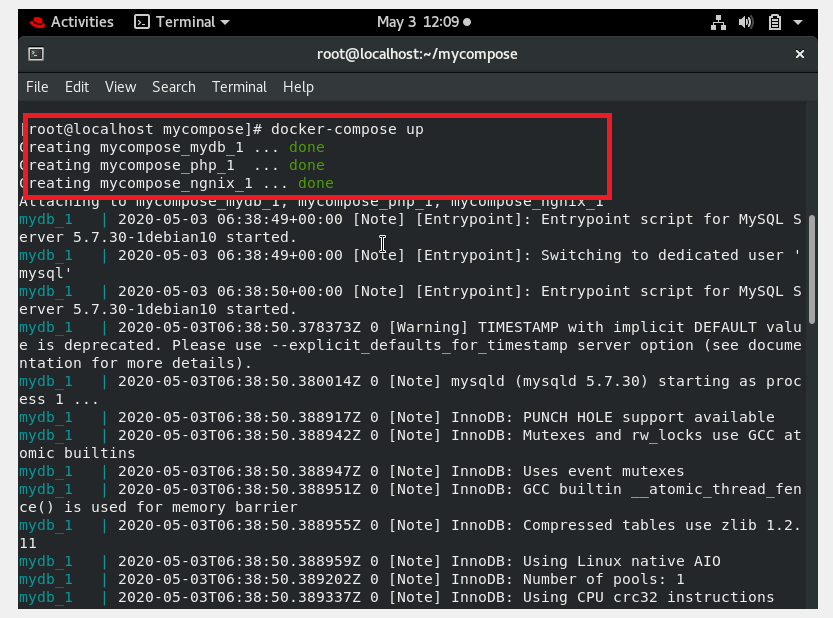 Activities Terminal May 3 12:09
root@localhost:~/mycompose
File Edit View Search Terminal Help
[root@localhost mycompose]# docker-compose up
Creating mycompose_mydb_1 ... done
Creating mycompose_php_1 ... done
Creating mycompose_ngnix_1 ... done
Attaching to mycompose_mydb_1, mycompose_php_1, mycompose_ngnix_1
mydb_1 | 2020-05-03 06:38:49+00:00 [Note] [Entrypoint]: Entrypoint script for MySQL S
erver 5.7.30-1debian10 started.
mydb_1 | 2020-05-03 06:38:49+00:00 [Note] [Entrypoint]: Switching to dedicated user '
mysql'
mydb_1 | 2020-05-03 06:38:50+00:00 [Note] [Entrypoint]: Entrypoint script for MySQL S
erver 5.7.30-1debian10 started.
mydb_1 | 2020-05-03T06:38:50.378373Z 0 [Warning] TIMESTAMP with implicit DEFAULT valu
e is deprecated. Please use --explicit_defaults_for_timestamp server option (see docume
ntation for more details).
mydb_1 | 2020-05-03T06:38:50.380014Z 0 [Note] mysqld (mysqld 5.7.30) starting as proc
ess 1 ...
mydb_1 | 2020-05-03T06:38:50.388917Z 0 [Note] InnoDB: PUNCH HOLE support available
mydb_1 | 2020-05-03T06:38:50.388942Z 0 [Note] InnoDB: Mutexes and rw_locks use GCC at
omic builtins
mydb_1 | 2020-05-03T06:38:50.388947Z 0 [Note] InnoDB: Uses event mutexes
mydb_1 | 2020-05-03T06:38:50.388951Z 0 [Note] InnoDB: GCC builtin __atomic_thread_fen
ce() is used for memory barrier
mydb_1 | 2020-05-03T06:38:50.388955Z 0 [Note] InnoDB: Compressed tables use zlib 1.2.
11
mydb_1 | 2020-05-03T06:38:50.388959Z 0 [Note] InnoDB: Using Linux native AIO
mydb_1 | 2020-05-03T06:38:50.389202Z 0 [Note] InnoDB: Number of pools: 1
mydb_1 | 2020-05-03T06:38:50.389337Z 0 [Note] InnoDB: Using CPU crc32 instructions